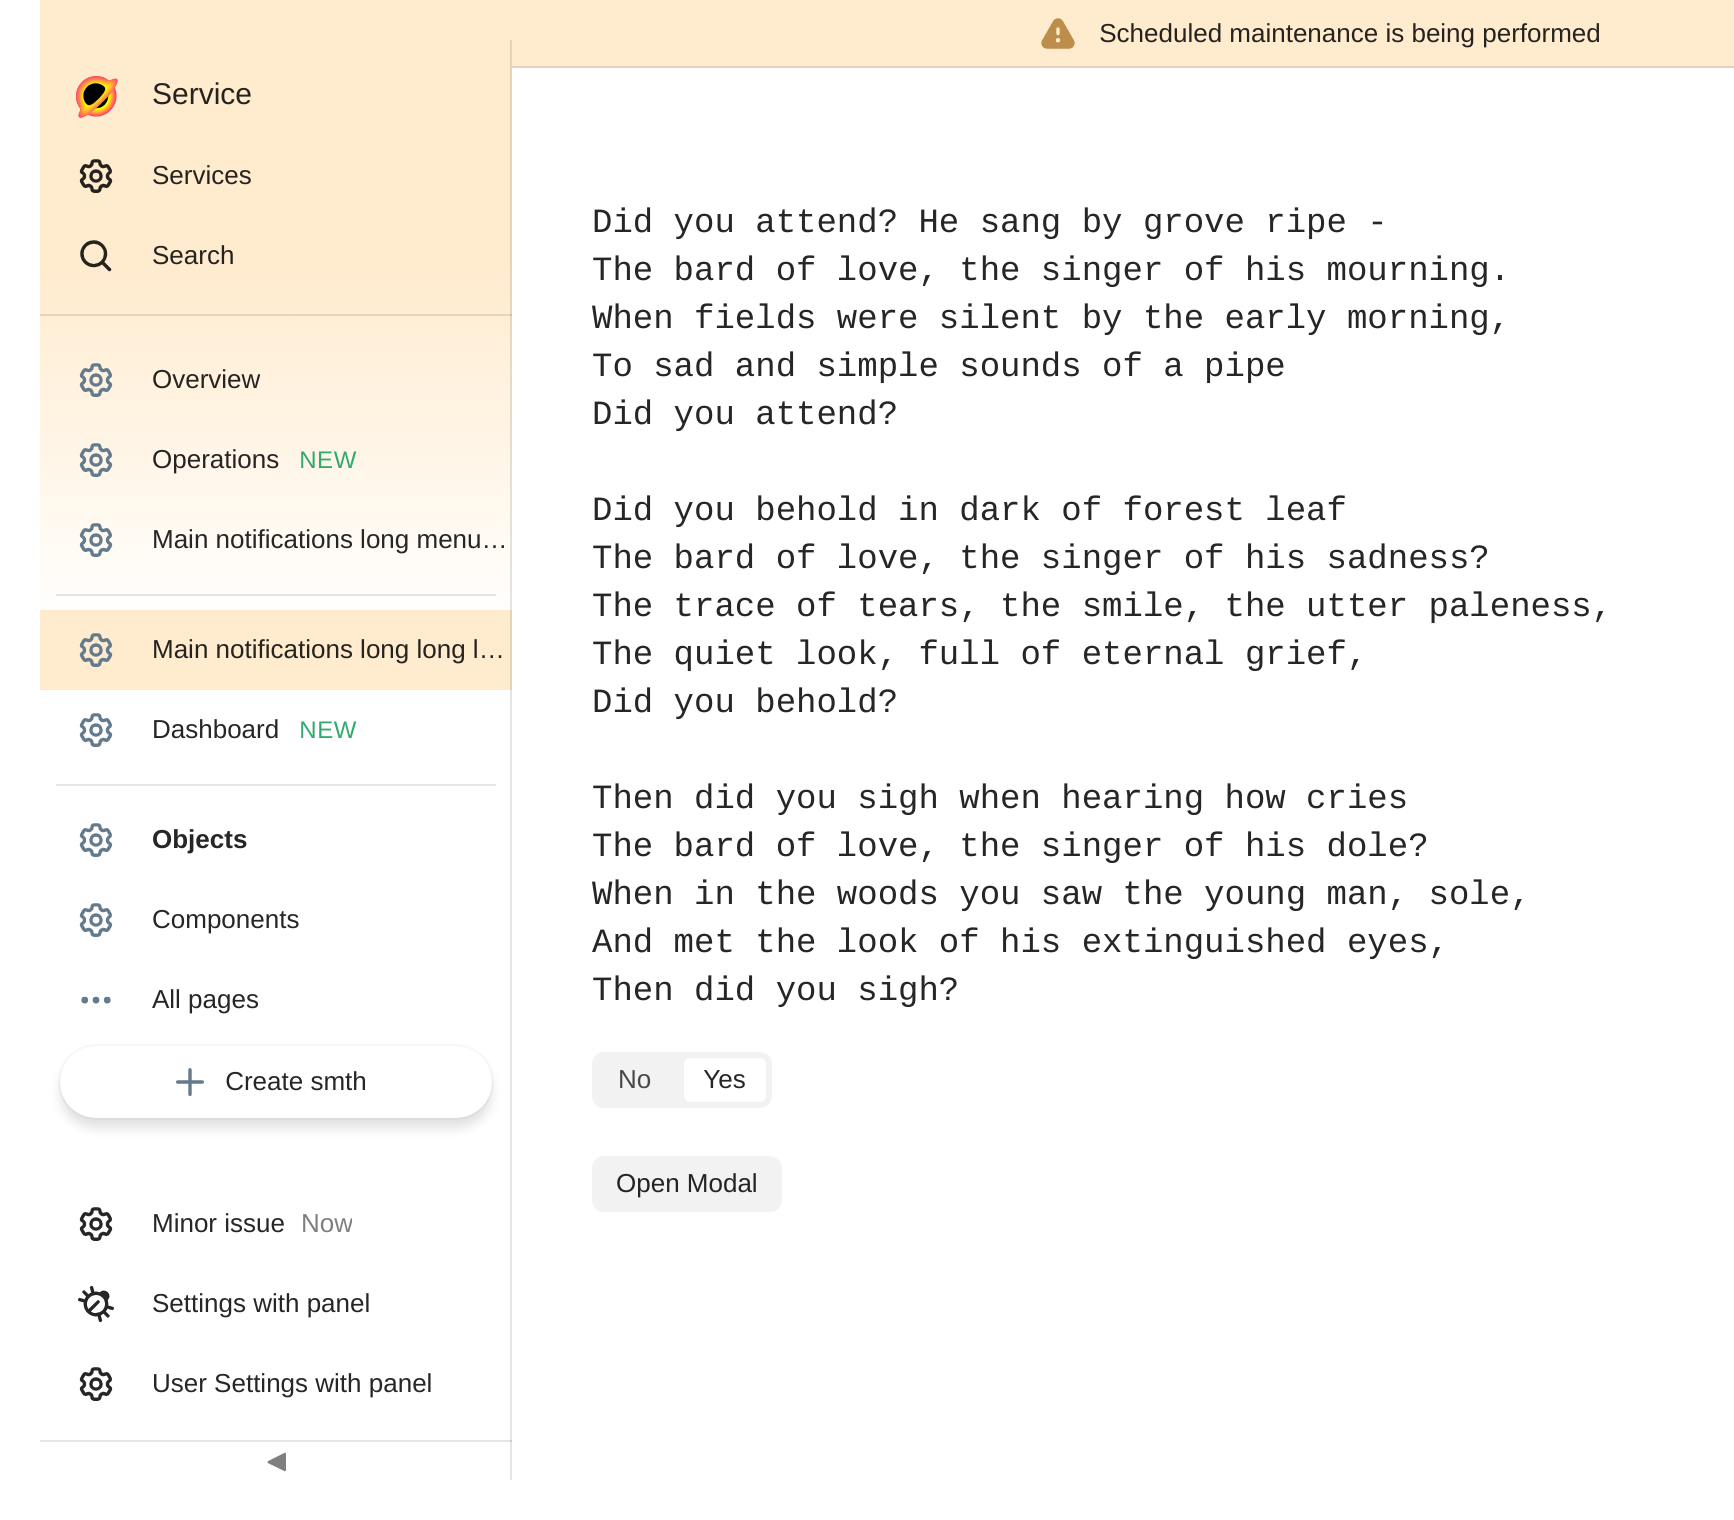 Scheduled maintenance is being performed
Service
Services
Search
Overview
Operations NEW
Main notifications long menu…
Main notifications long long l…
Dashboard NEW
Objects
Components
All pages
Create smth
Minor issue Now
Settings with panel
User Settings with panel
Did you attend? He sang by grove ripe -
The bard of love, the singer of his mourning.
When fields were silent by the early morning,
To sad and simple sounds of a pipe
Did you attend?
Did you behold in dark of forest leaf
The bard of love, the singer of his sadness?
The trace of tears, the smile, the utter paleness,
The quiet look, full of eternal grief,
Did you behold?
Then did you sigh when hearing how cries
The bard of love, the singer of his dole?
When in the woods you saw the young man, sole,
And met the look of his extinguished eyes,
Then did you sigh?
No Yes
Open Modal